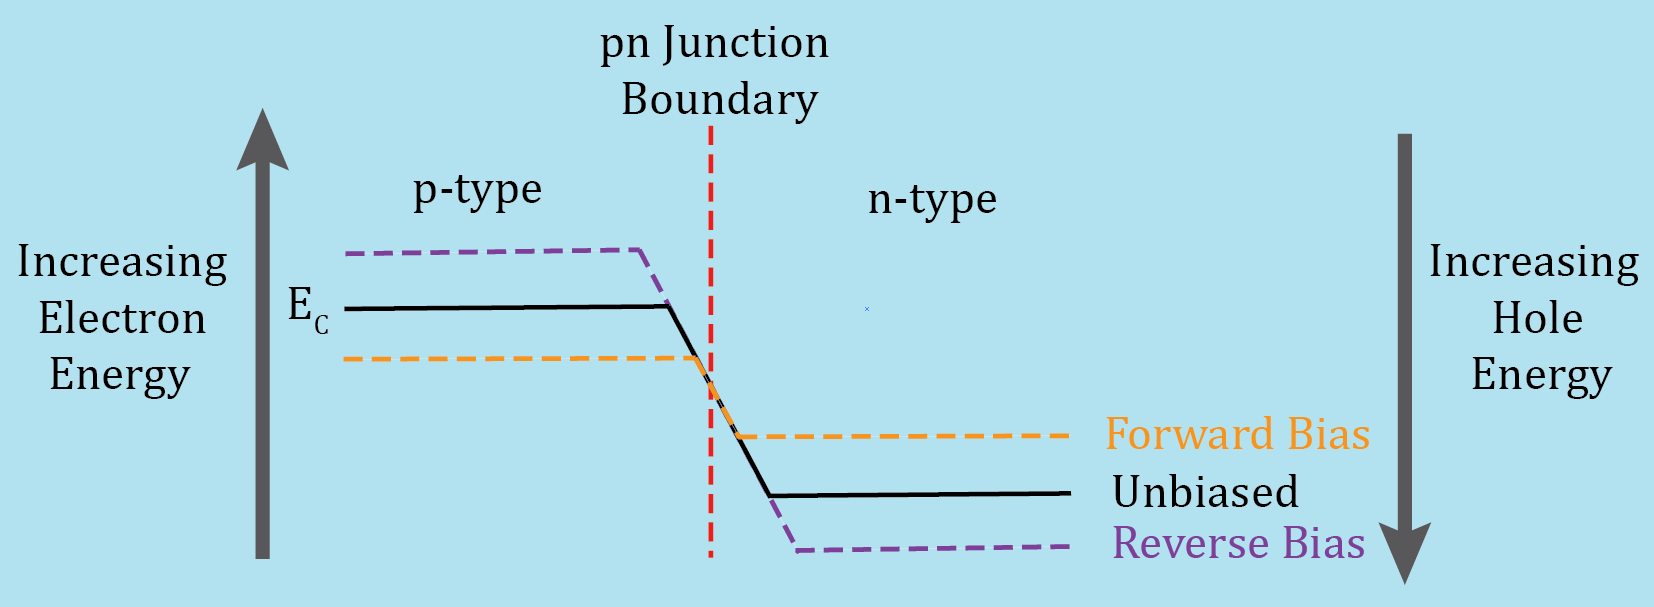 pn Junction
Boundary
p-type
n-type
Increasing
Electron
Energy
E_C
Increasing
Hole
Energy
Forward Bias
Unbiased
Reverse Bias